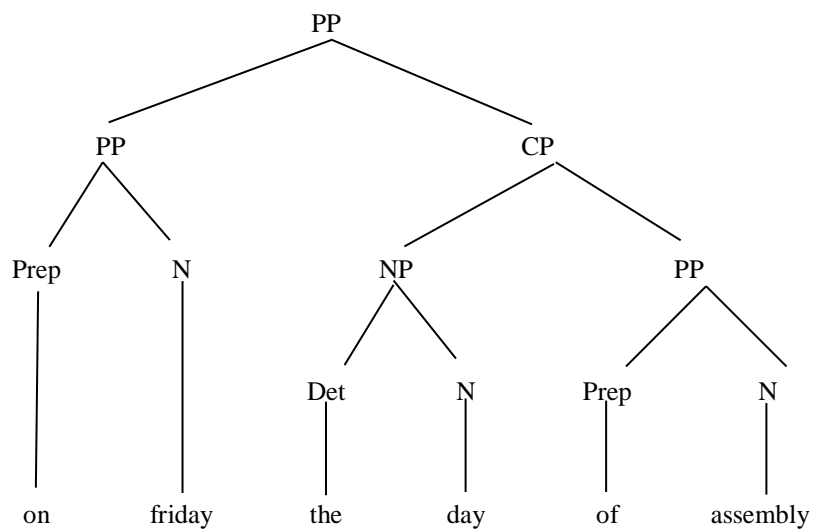 PP
PP CP
Prep N NP PP
Det N Prep N
on friday the day of assembly